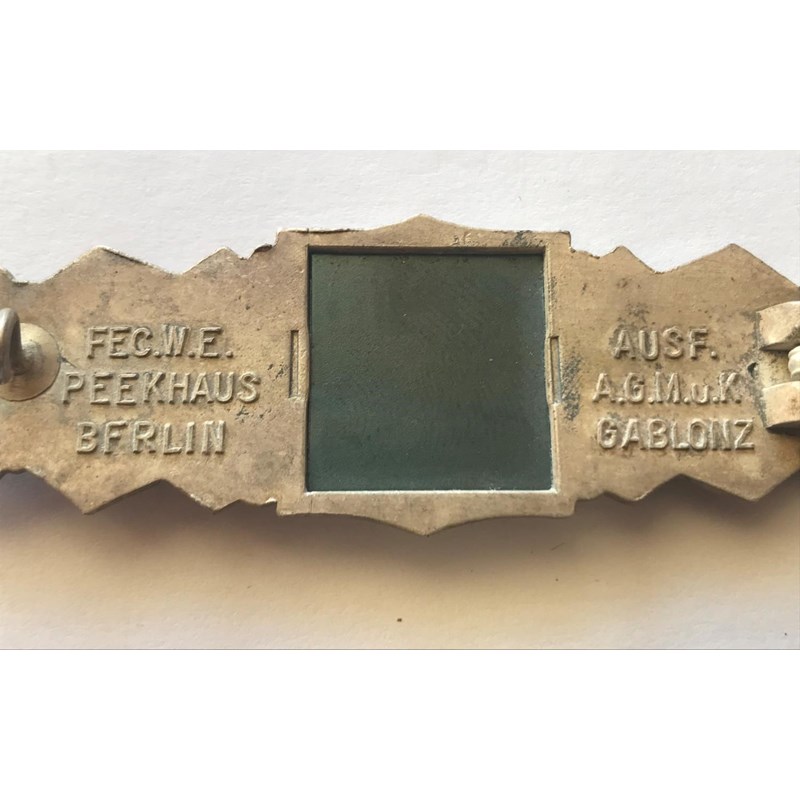 FEC.W.E.
PEEKHAUS
BERLIN
AUSF.
A.G.M.u.K
GABLONZ